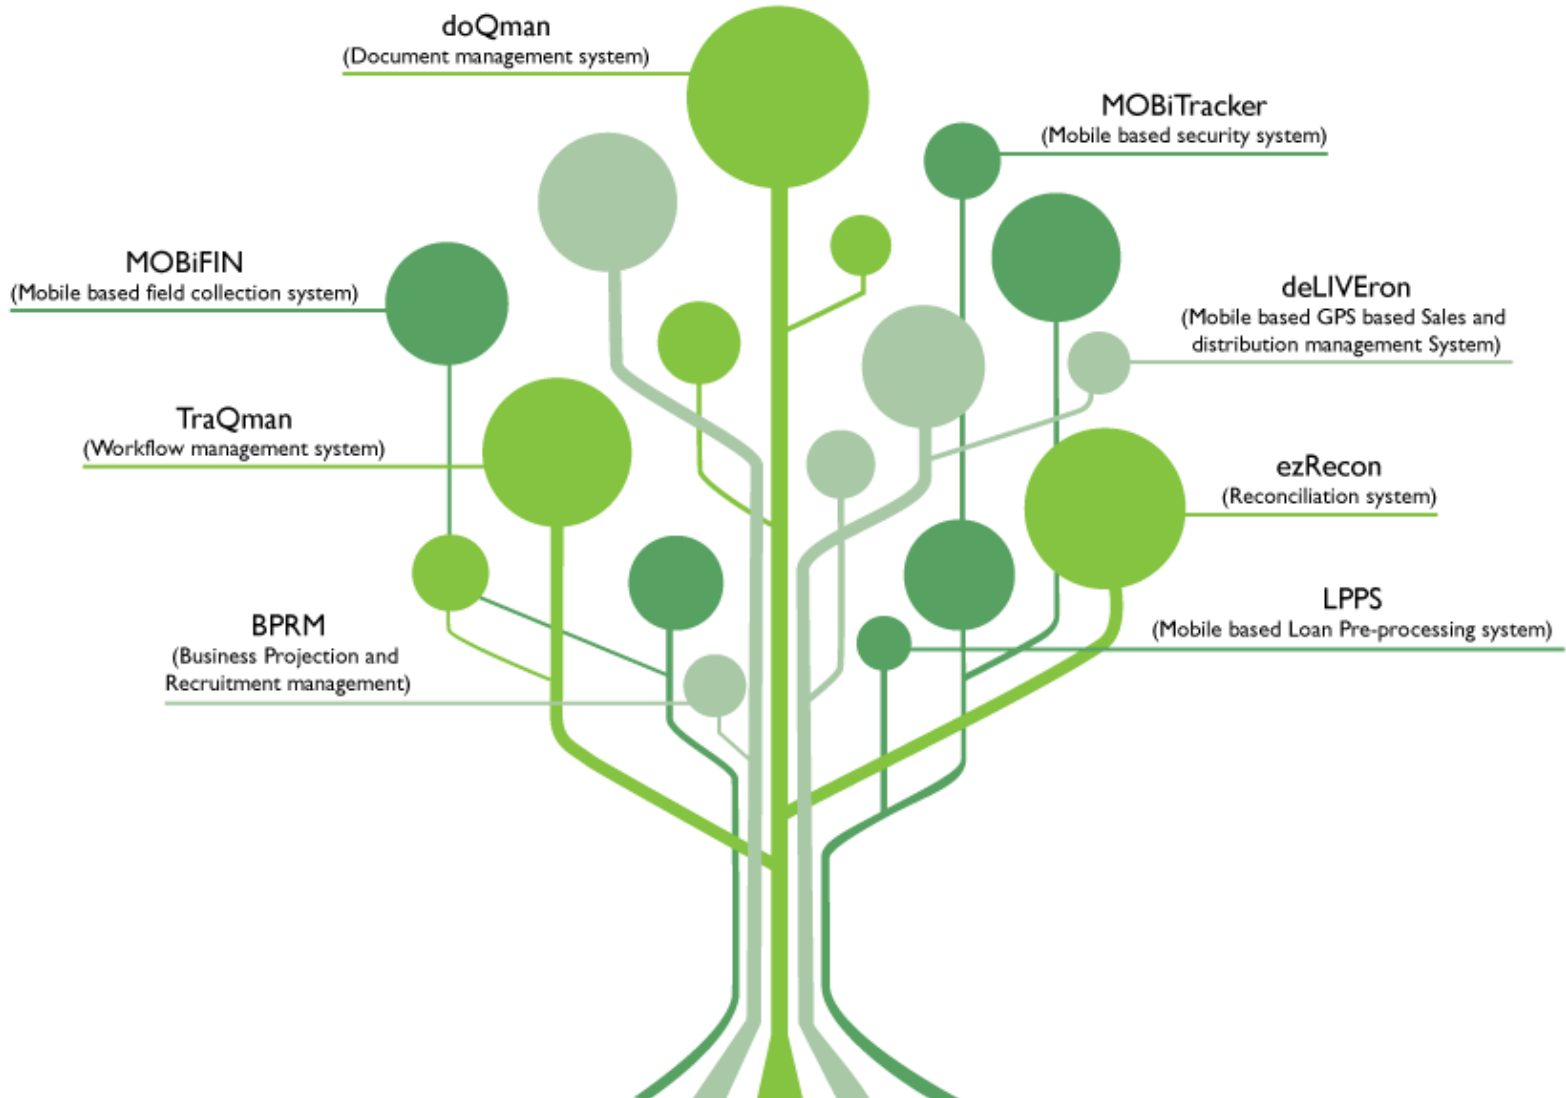 doQman
(Document management system)
MOBiTracker
(Mobile based security system)
MOBiFIN
(Mobile based field collection system)
deLIVEron
(Mobile based GPS based Sales and
distribution management System)
TraQman
(Workflow management system)
ezRecon
(Reconciliation system)
BPRM
(Business Projection and
Recruitment management)
LPPS
(Mobile based Loan Pre-processing system)